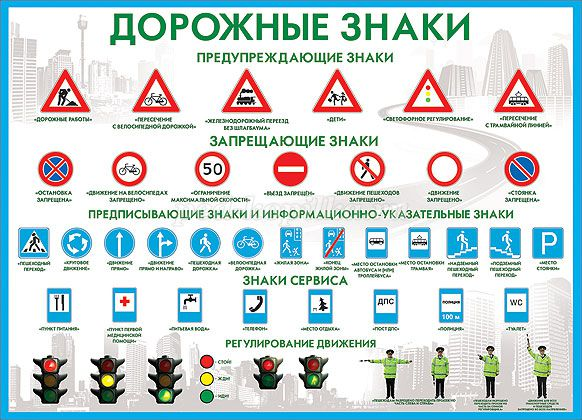 ДОРОЖНЫЕ ЗНАКИ
ПРЕДУПРЕЖДАЮЩИЕ ЗНАКИ
«ДОРОЖНЫЕ РАБОТЫ»
«ПЕРЕСЕЧЕНИЕ
С ВЕЛОСИПЕДНОЙ ДОРОЖКОЙ»
«ЖЕЛЕЗНОДОРОЖНЫЙ ПЕРЕЕЗД
БЕЗ ШЛАГБАУМА»
«ДЕТИ»
«СВЕТОФОРНОЕ РЕГУЛИРОВАНИЕ»
«ПЕРЕСЕЧЕНИЕ
С ТРАМВАЙНОЙ ЛИНИЕЙ»
ЗАПРЕЩАЮЩИЕ ЗНАКИ
50
«ОСТАНОВКА
ЗАПРЕЩЕНА»
«ДВИЖЕНИЕ НА ВЕЛОСИПЕДАХ
ЗАПРЕЩЕНО»
«ОГРАНИЧЕНИЕ
МАКСИМАЛЬНОЙ СКОРОСТИ»
«ВЪЕЗД ЗАПРЕЩЕН»
«ДВИЖЕНИЕ ПЕШЕХОДОВ
ЗАПРЕЩЕНО»
«ДВИЖЕНИЕ
ЗАПРЕЩЕНО»
«СТОЯНКА
ЗАПРЕЩЕНА»
ПРЕДПИСЫВАЮЩИЕ ЗНАКИ И ИНФОРМАЦИОННО-УКАЗАТЕЛЬНЫЕ ЗНАКИ
P
«ПЕШЕХОДНЫЙ
ПЕРЕХОД»
«КРУГОВОЕ
ДВИЖЕНИЕ»
«ДВИЖЕНИЕ
ПРЯМО»
«ДВИЖЕНИЕ
ПРЯМО И НАПРАВО»
«ПЕШЕХОДНАЯ
ДОРОЖКА»
«ВЕЛОСИПЕДНАЯ
ДОРОЖКА»
«ЖИЛАЯ ЗОНА»
«КОНЕЦ
ЖИЛОЙ ЗОНЫ»
«МЕСТО ОСТАНОВКИ
АВТОБУСА И (ИЛИ)
ТРОЛЛЕЙБУСА»
«МЕСТО ОСТАНОВКИ
ТРАМВАЯ»
«НАДЗЕМНЫЙ
ПЕШЕХОДНЫЙ
ПЕРЕХОД»
«ПОДЗЕМНЫЙ
ПЕШЕХОДНЫЙ
ПЕРЕХОД»
«МЕСТО
СТОЯНКИ»
ЗНАКИ СЕРВИСА
ДПС
ПОЛИЦИЯ
100 м
WC
«ПУНКТ ПИТАНИЯ»
«ПУНКТ ПЕРВОЙ
МЕДИЦИНСКОЙ
ПОМОЩИ»
«ПИТЬЕВАЯ ВОДА»
«ТЕЛЕФОН»
«МЕСТО ОТДЫХА»
«ПОСТ ДПС»
«ПОЛИЦИЯ»
«ТУАЛЕТ»
РЕГУЛИРОВАНИЕ ДВИЖЕНИЯ
СТОЙ!
ЖДИ!
ИДИ!